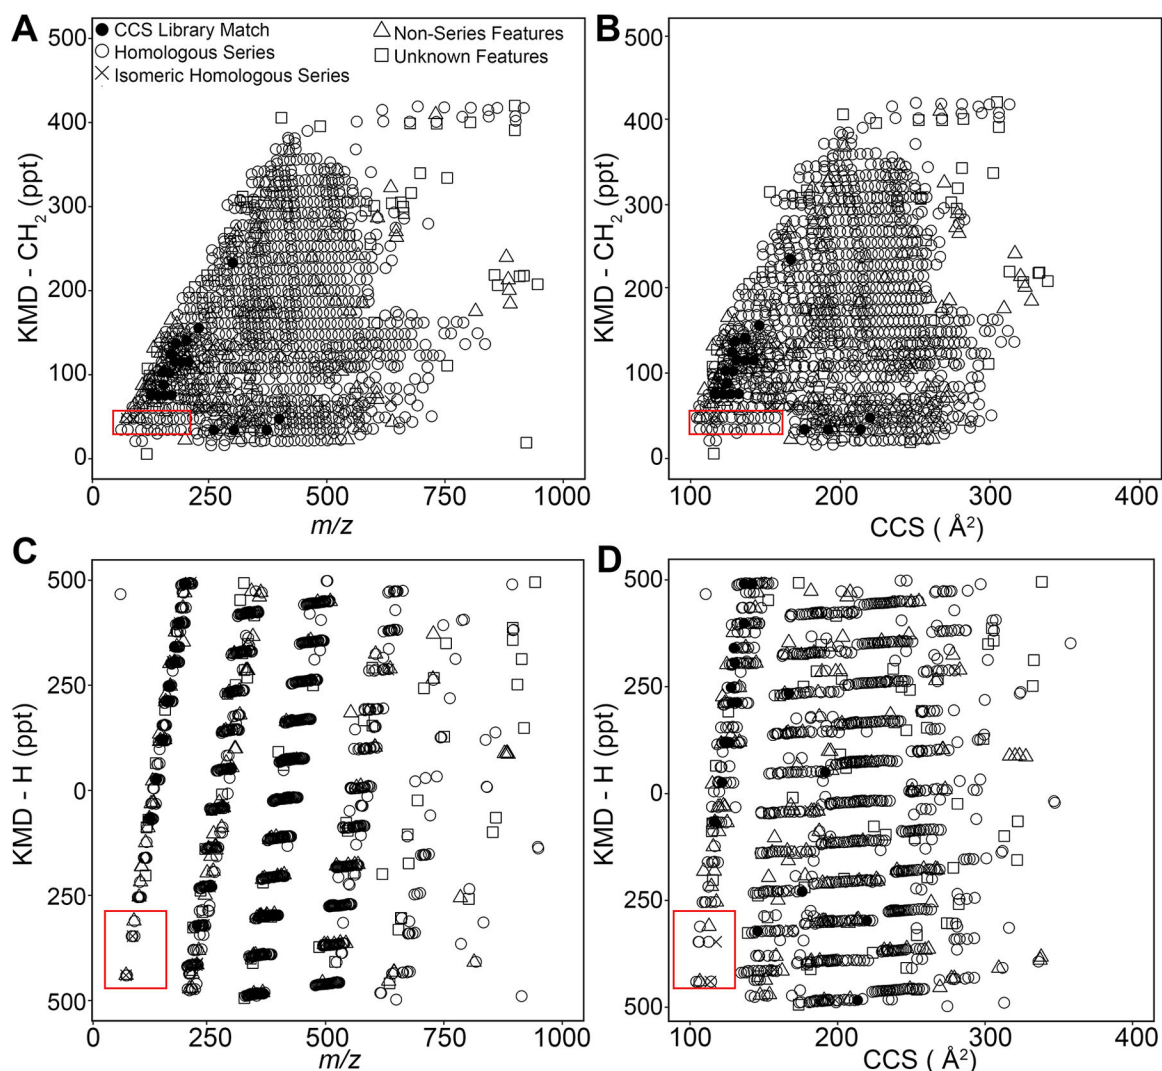 A
500
CCS Library Match
Non-Series Features
Homologous Series
Unknown Features
Isomeric Homologous Series
400
300
200
100
0
KMD - CH2 (ppt)
0
250
500
750
1000
m/z
B
500
400
300
200
100
0
KMD - CH2 (ppt)
100
200
300
400
CCS ( Å²)
C
500
250
0
250
500
KMD - H (ppt)
0
250
500
750
1000
m/z
D
500
250
0
250
500
KMD - H (ppt)
100
200
300
400
CCS ( Å²)